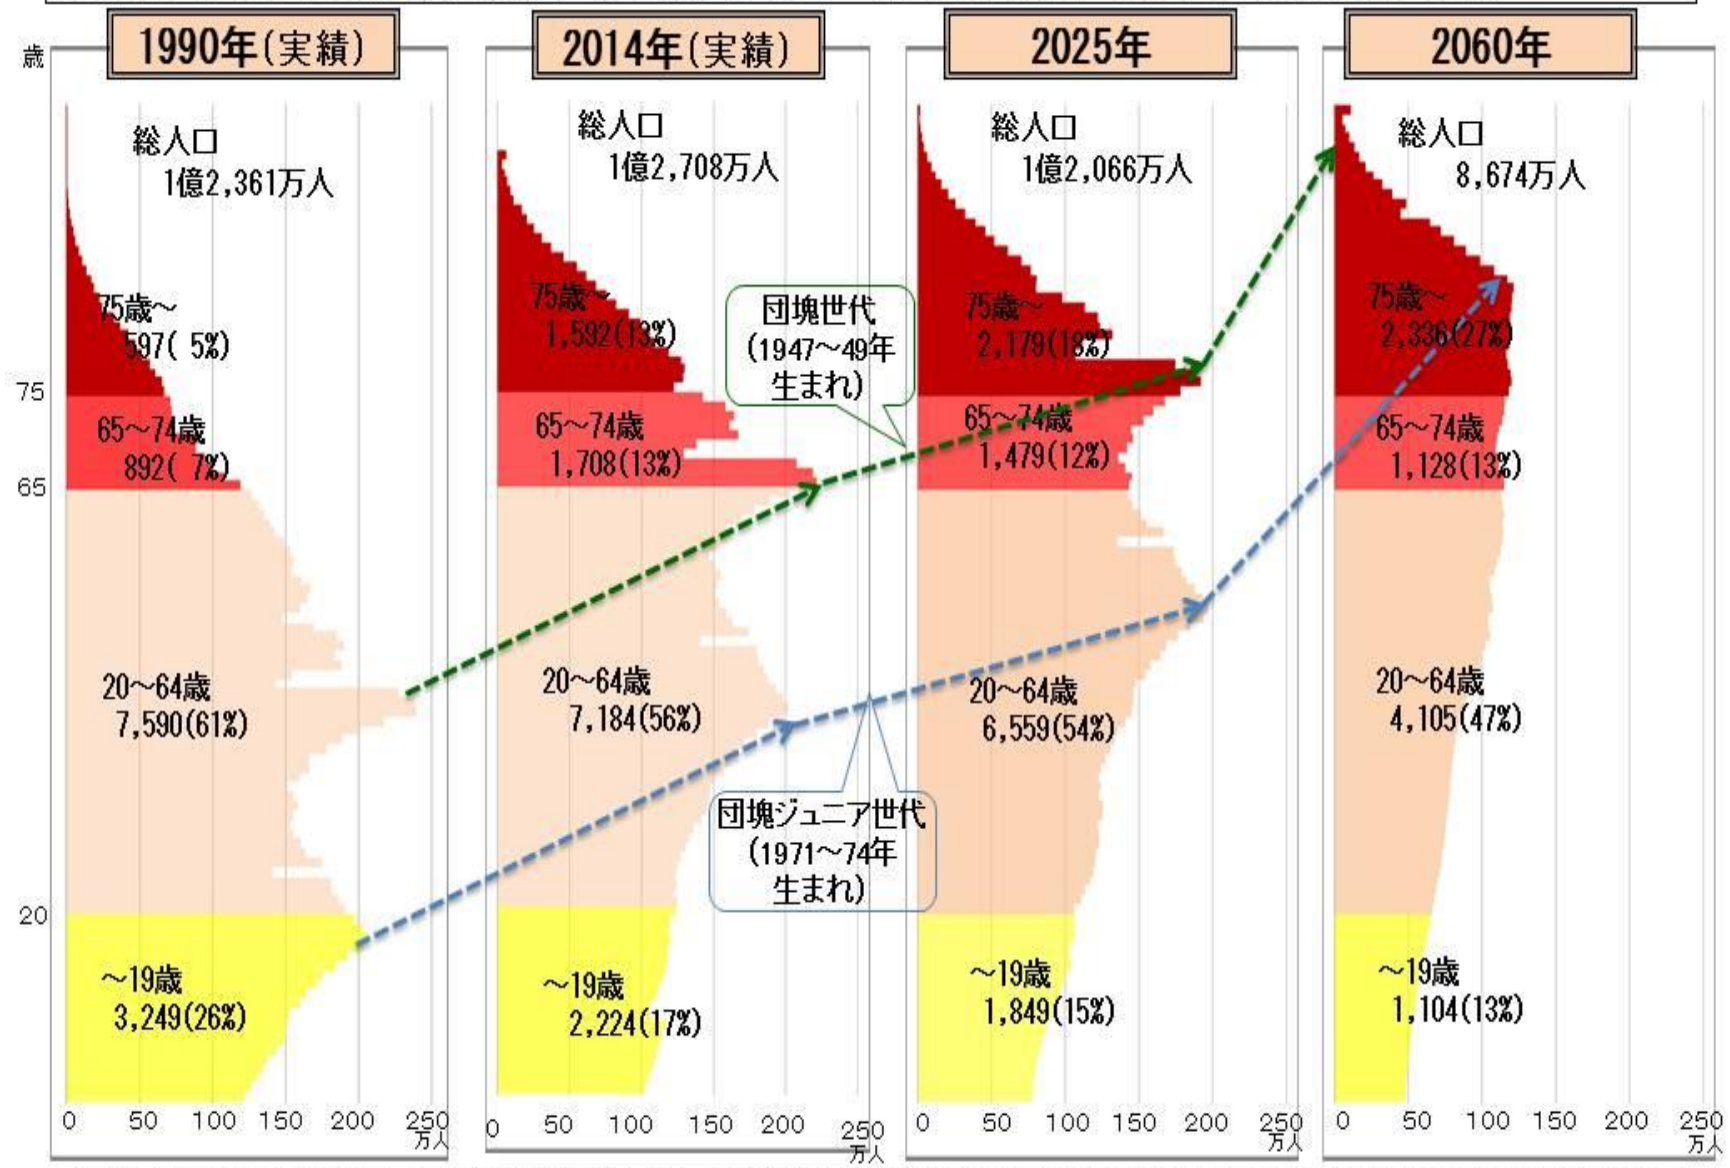 1990年(実績)
2014年(実績)
2025年
2060年
歳
75
65
20
総人口
1億2,361万人
75歳～
597( 5%)
65～74歳
892( 7%)
20～64歳
7,590(61%)
～19歳
3,249(26%)
0 50 100 150 200 250
万人
総人口
1億2,708万人
75歳～
1,592(13%)
65～74歳
1,708(13%)
20～64歳
7,184(56%)
～19歳
2,224(17%)
0 50 100 150 200 250
万人
団塊世代
(1947～49年
生まれ)
団塊ジュニア世代
(1971～74年
生まれ)
総人口
1億2,066万人
75歳～
2,179(18%)
65～74歳
1,479(12%)
20～64歳
6,559(54%)
～19歳
1,849(15%)
0 50 100 150 200 250
万人
総人口
8,674万人
75歳～
2,336(27%)
65～74歳
1,128(13%)
20～64歳
4,105(47%)
～19歳
1,104(13%)
0 50 100 150 200 250
万人